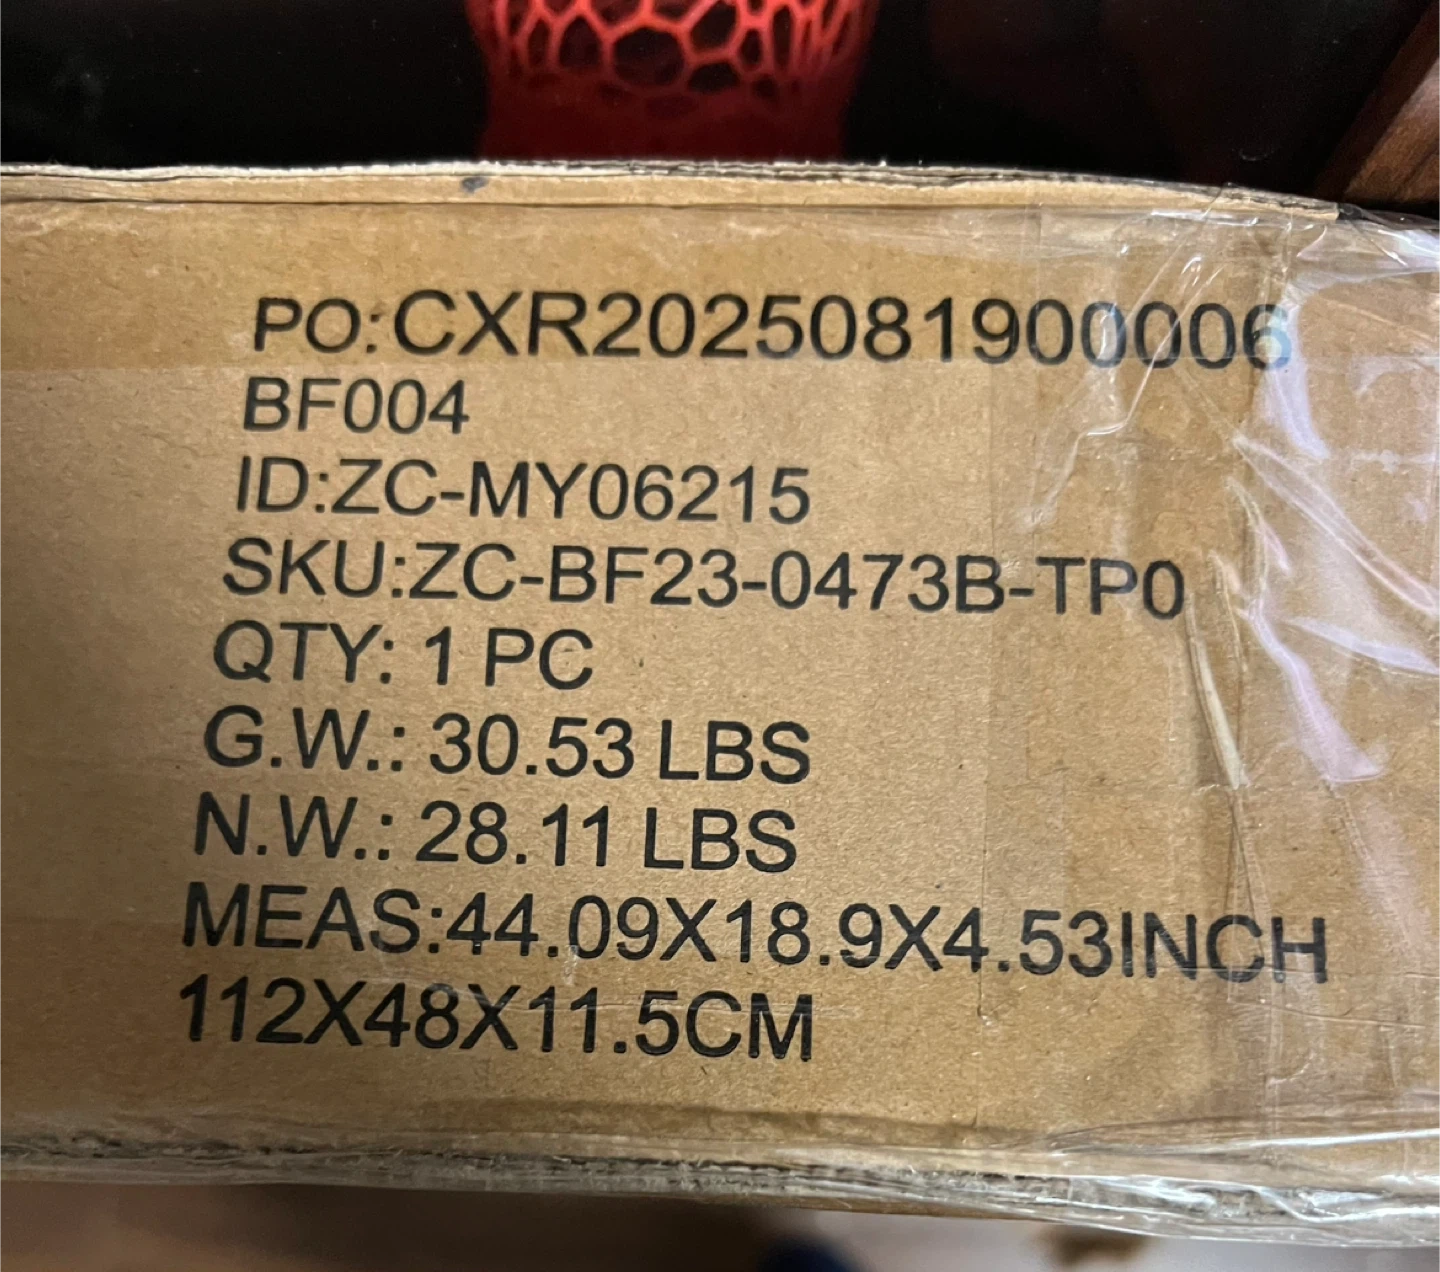 PO:CXR2025081900006
BF004
ID:ZC-MY06215
SKU:ZC-BF23-0473B-TP0
QTY: 1 PC
G.W.: 30.53 LBS
N.W.: 28.11 LBS
MEAS:44.09X18.9X4.53INCH
112X48X11.5CM